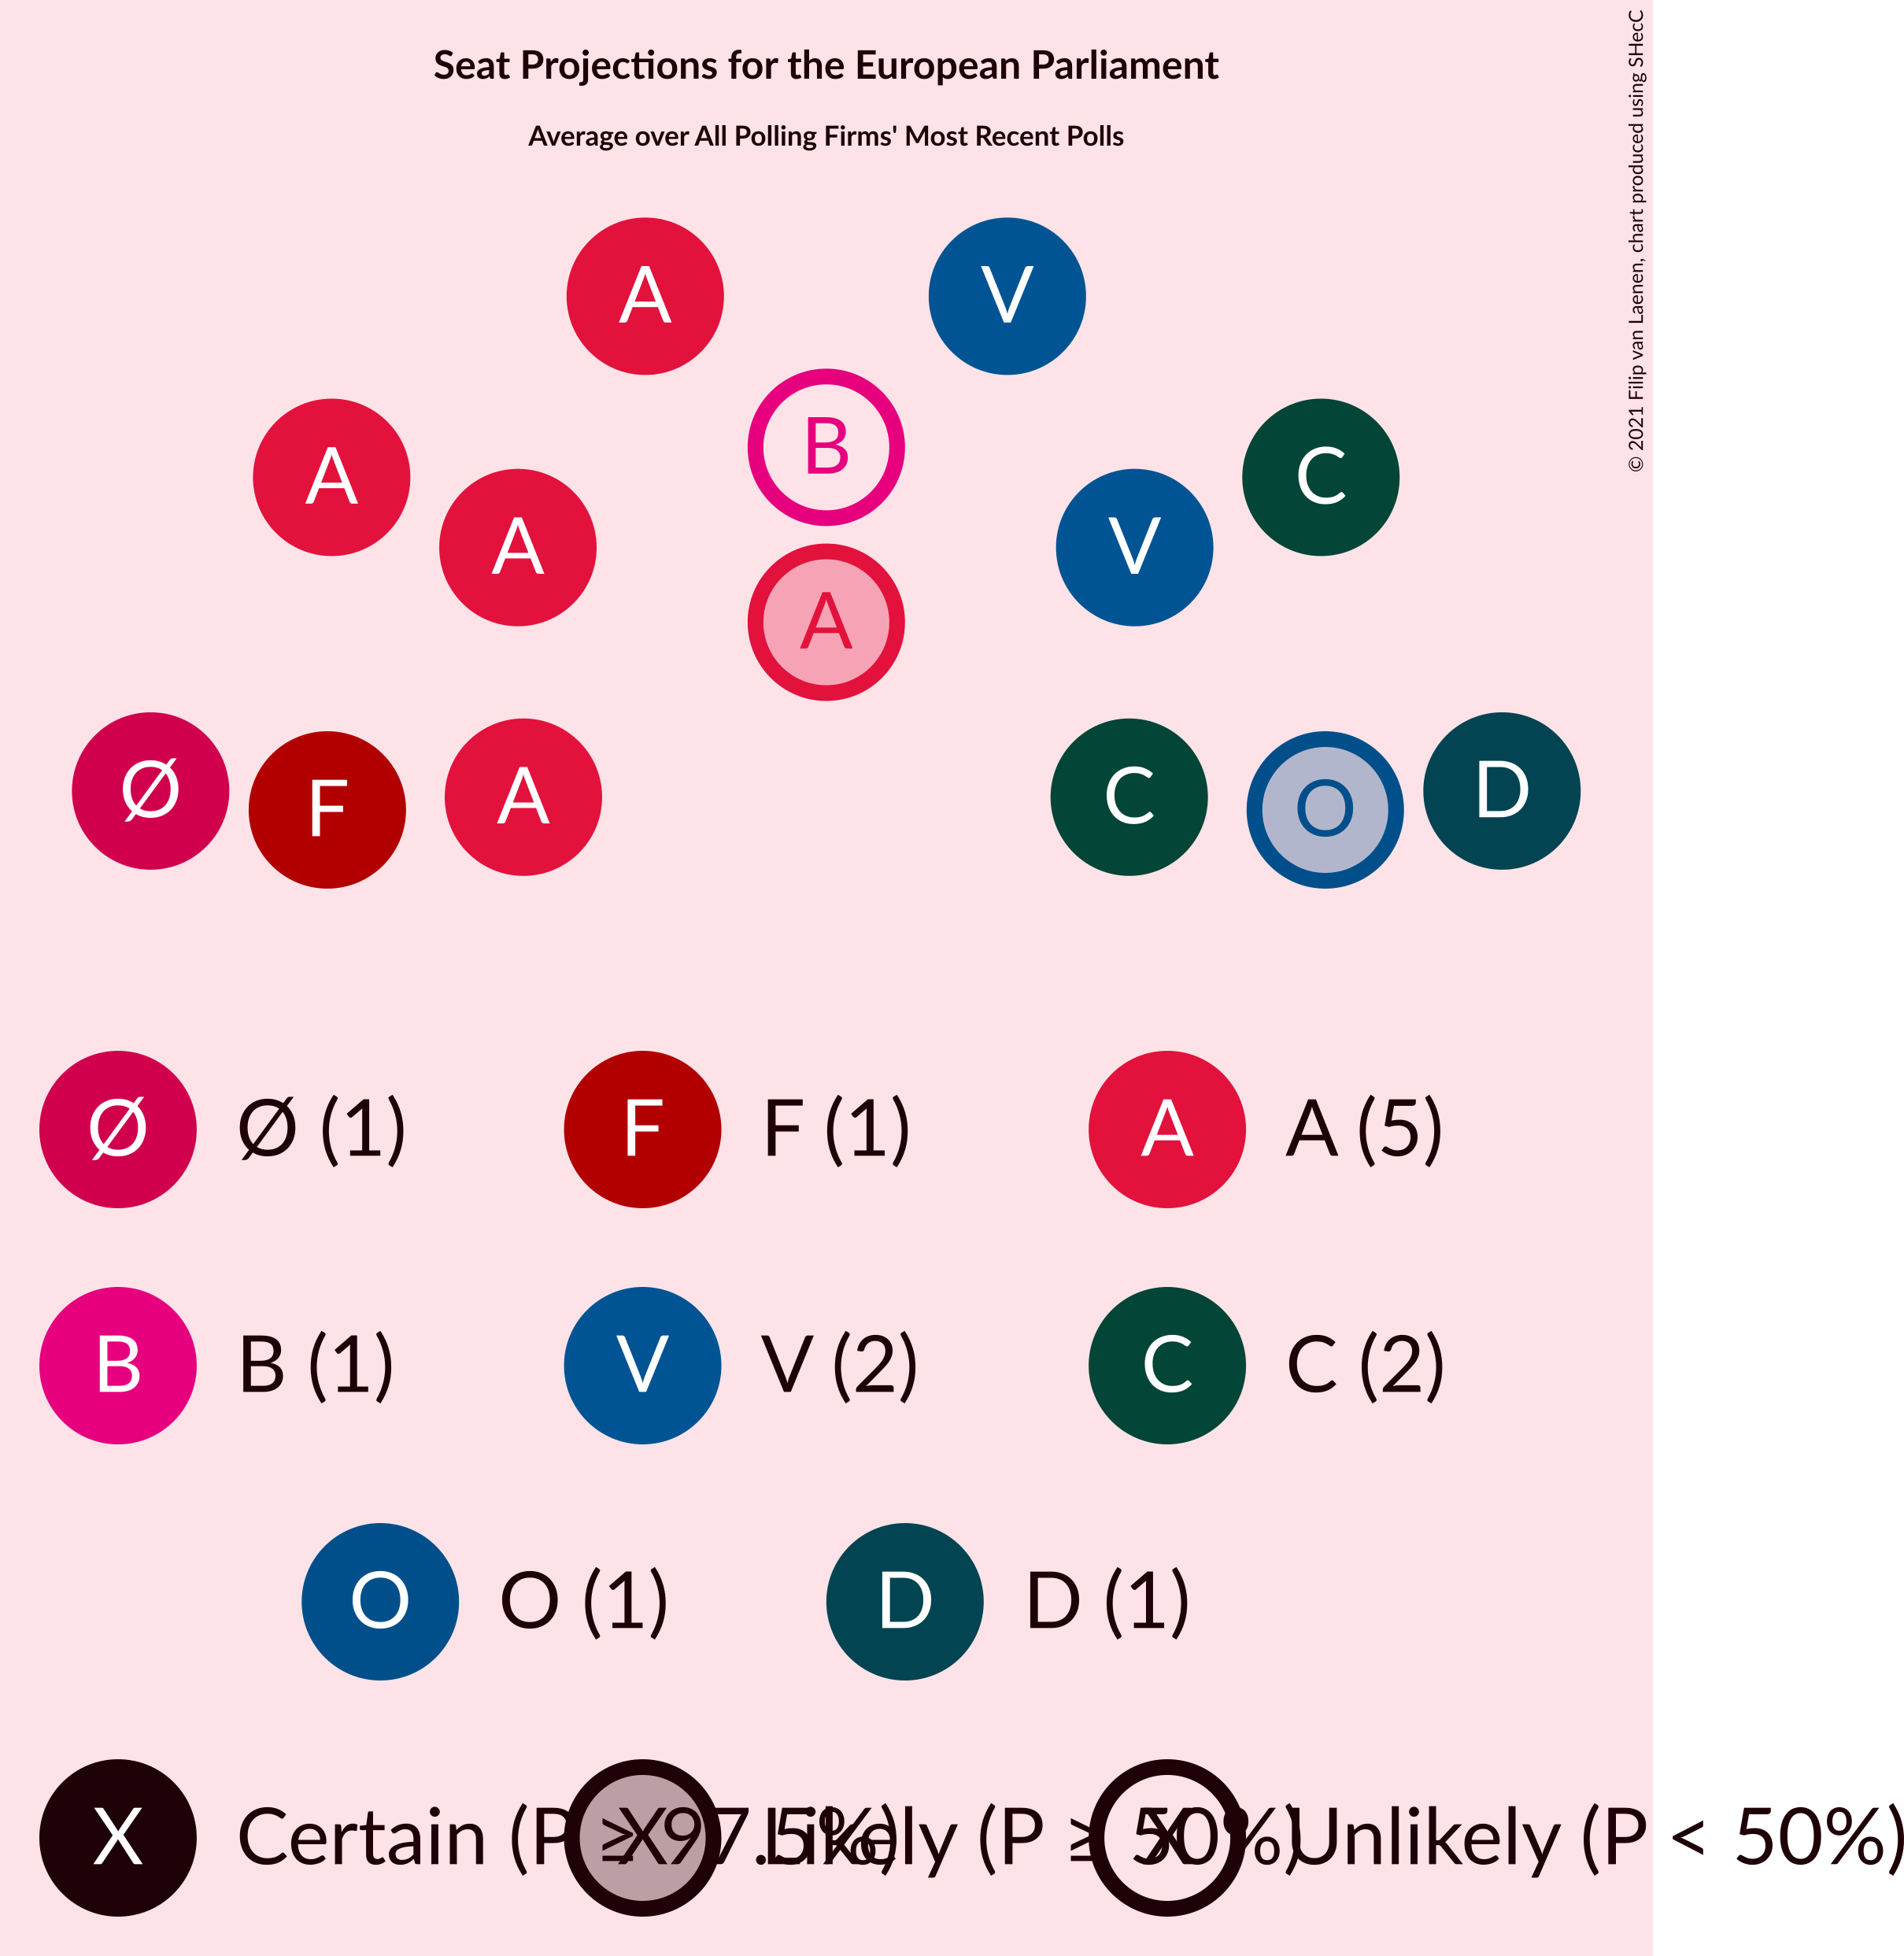 Seat Projections for the European Parliament
Average over All Polling Firms' Most Recent Polls
© 2021 Filip van Laenen, chart produced using SHecC
A V
B
A C
A V
A
Ø D
F A C O
Ø Ø (1) F F (1) A A (5)
B B (1) V V (2) C C (2)
O O (1) D D (1)
X Certain (P ≥ 97.5%) X Likely (P ≥ 50%) X Unlikely (P < 50%)